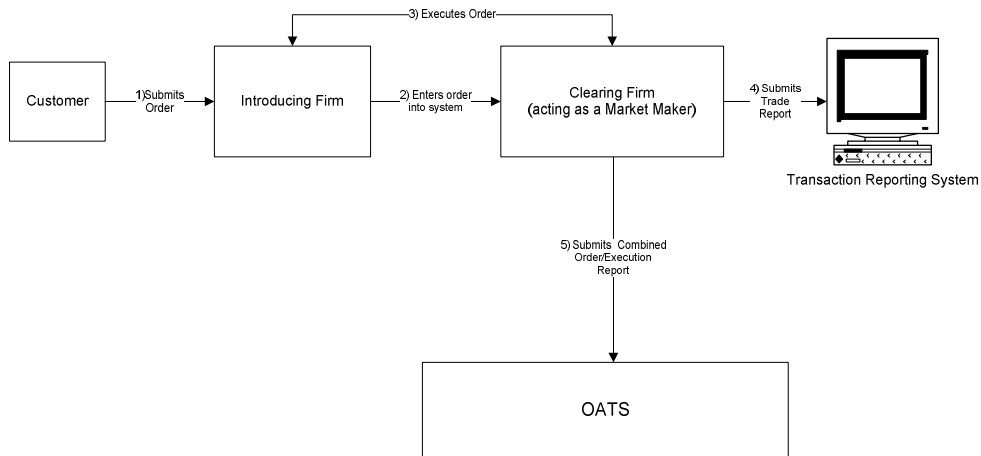 3) Executes Order
Customer
1)Submits
Order
Introducing Firm
2) Enters order
into system
Clearing Firm
(acting as a Market Maker)
4) Submits
Trade
Report
Transaction Reporting System
5) Submits Combined
Order/Execution
Report
OATS